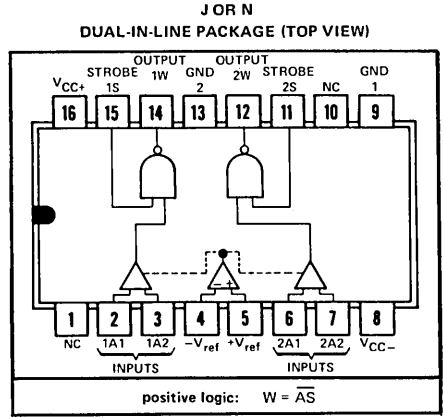 J OR N
DUAL-IN-LINE PACKAGE (TOP VIEW)
VCC+ STROBE 1S OUTPUT 1W GND 2 OUTPUT 2W STROBE 2S NC GND 1
16 15 14 13 12 11 10 9
- +
1 2 3 4 5 6 7 8
NC 1A1 1A2 −Vref +Vref 2A1 2A2 VCC−
INPUTS INPUTS
positive logic: W = A̅S̅